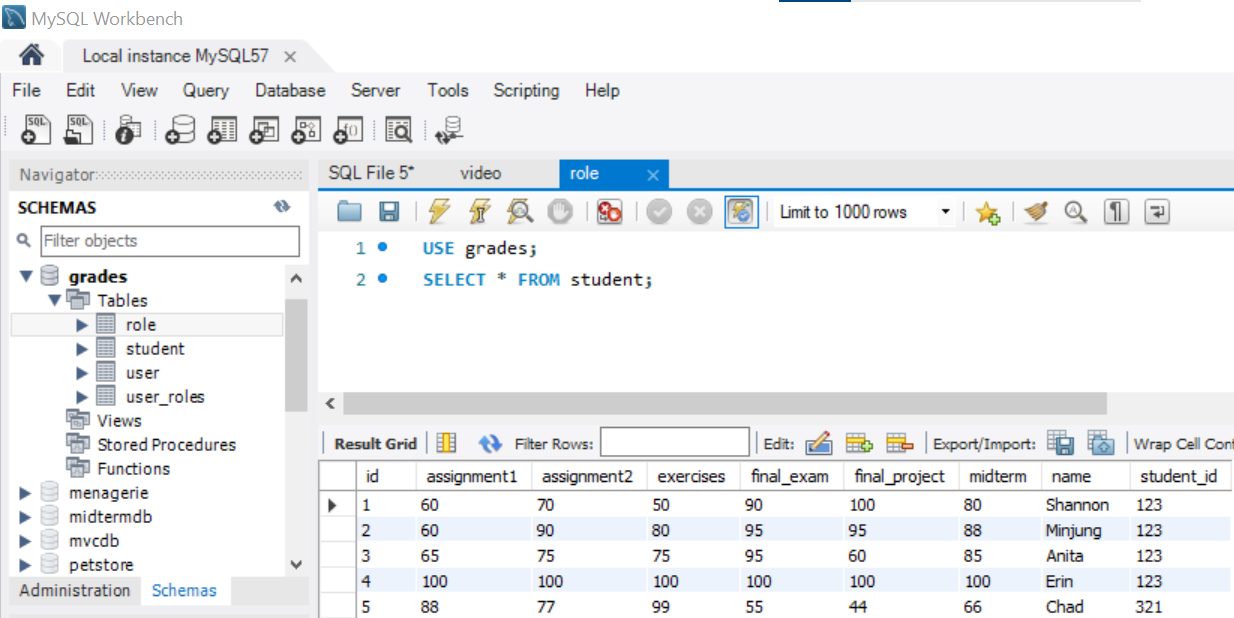 MySQL Workbench
Local instance MySQL57
File Edit View Query Database Server Tools Scripting Help
SQL SQL
Navigator
SCHEMAS
Filter objects
grades
Tables
role
student
user
user_roles
Views
Stored Procedures
Functions
menagerie
midtermdb
mvcdb
petstore
Administration Schemas
SQL File 5* video role
Limit to 1000 rows
1 USE grades;
2 SELECT * FROM student;
Result Grid Filter Rows: Edit: Export/Import: Wrap Cell Cont
id assignment1 assignment2 exercises final_exam final_project midterm name student_id
1 60 70 50 90 100 80 Shannon 123
2 60 90 80 95 95 88 Minjung 123
3 65 75 75 95 60 85 Anita 123
4 100 100 100 100 100 100 Erin 123
5 88 77 99 55 44 66 Chad 321